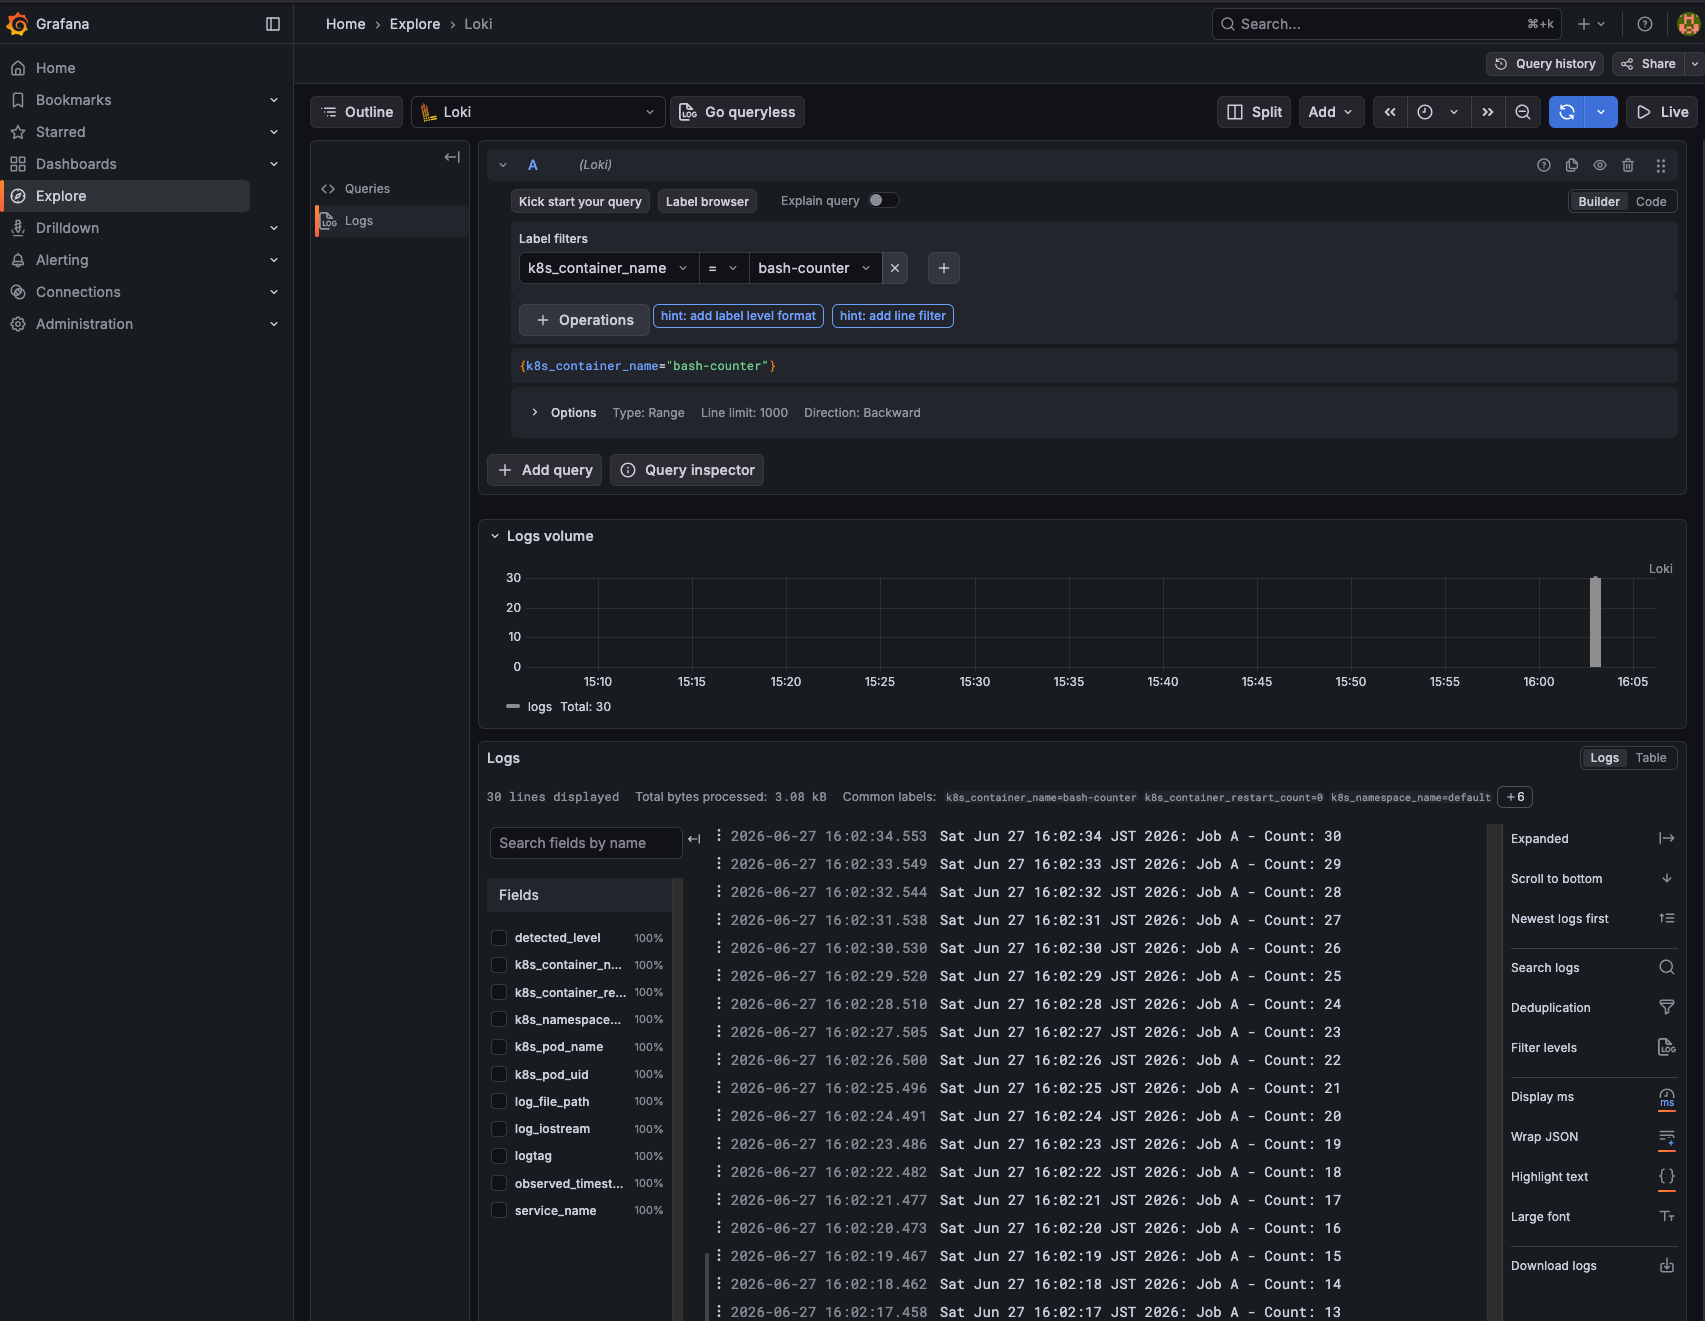 Grafana
Home › Explore › Loki
Search... ⌘+k
Home
Bookmarks
Starred
Dashboards
Explore
Drilldown
Alerting
Connections
Administration
Query history
Share
Outline
Loki
Go queryless
Split
Add
Live
Queries
Logs
A (Loki)
Kick start your query
Label browser
Explain query
Builder
Code
Label filters
k8s_container_name
=
bash-counter
Operations
hint: add label level format
hint: add line filter
{k8s_container_name="bash-counter"}
Options Type: Range Line limit: 1000 Direction: Backward
Add query
Query inspector
Logs volume
Loki
30
20
10
0
15:10 15:15 15:20 15:25 15:30 15:35 15:40 15:45 15:50 15:55 16:00 16:05
logs Total: 30
Logs
Logs
Table
30 lines displayed Total bytes processed: 3.08 kB Common labels: k8s_container_name=bash-counter k8s_container_restart_count=0 k8s_namespace_name=default +6
Search fields by name
Fields
detected_level 100%
k8s_container_n... 100%
k8s_container_re... 100%
k8s_namespace... 100%
k8s_pod_name 100%
k8s_pod_uid 100%
log_file_path 100%
log_iostream 100%
logtag 100%
observed_timest... 100%
service_name 100%
2026-06-27 16:02:34.553 Sat Jun 27 16:02:34 JST 2026: Job A - Count: 30
2026-06-27 16:02:33.549 Sat Jun 27 16:02:33 JST 2026: Job A - Count: 29
2026-06-27 16:02:32.544 Sat Jun 27 16:02:32 JST 2026: Job A - Count: 28
2026-06-27 16:02:31.538 Sat Jun 27 16:02:31 JST 2026: Job A - Count: 27
2026-06-27 16:02:30.530 Sat Jun 27 16:02:30 JST 2026: Job A - Count: 26
2026-06-27 16:02:29.520 Sat Jun 27 16:02:29 JST 2026: Job A - Count: 25
2026-06-27 16:02:28.510 Sat Jun 27 16:02:28 JST 2026: Job A - Count: 24
2026-06-27 16:02:27.505 Sat Jun 27 16:02:27 JST 2026: Job A - Count: 23
2026-06-27 16:02:26.500 Sat Jun 27 16:02:26 JST 2026: Job A - Count: 22
2026-06-27 16:02:25.496 Sat Jun 27 16:02:25 JST 2026: Job A - Count: 21
2026-06-27 16:02:24.491 Sat Jun 27 16:02:24 JST 2026: Job A - Count: 20
2026-06-27 16:02:23.486 Sat Jun 27 16:02:23 JST 2026: Job A - Count: 19
2026-06-27 16:02:22.482 Sat Jun 27 16:02:22 JST 2026: Job A - Count: 18
2026-06-27 16:02:21.477 Sat Jun 27 16:02:21 JST 2026: Job A - Count: 17
2026-06-27 16:02:20.473 Sat Jun 27 16:02:20 JST 2026: Job A - Count: 16
2026-06-27 16:02:19.467 Sat Jun 27 16:02:19 JST 2026: Job A - Count: 15
2026-06-27 16:02:18.462 Sat Jun 27 16:02:18 JST 2026: Job A - Count: 14
2026-06-27 16:02:17.458 Sat Jun 27 16:02:17 JST 2026: Job A - Count: 13
Expanded
Scroll to bottom
Newest logs first
Search logs
Deduplication
Filter levels
Display ms
Wrap JSON
Highlight text
Large font
Download logs